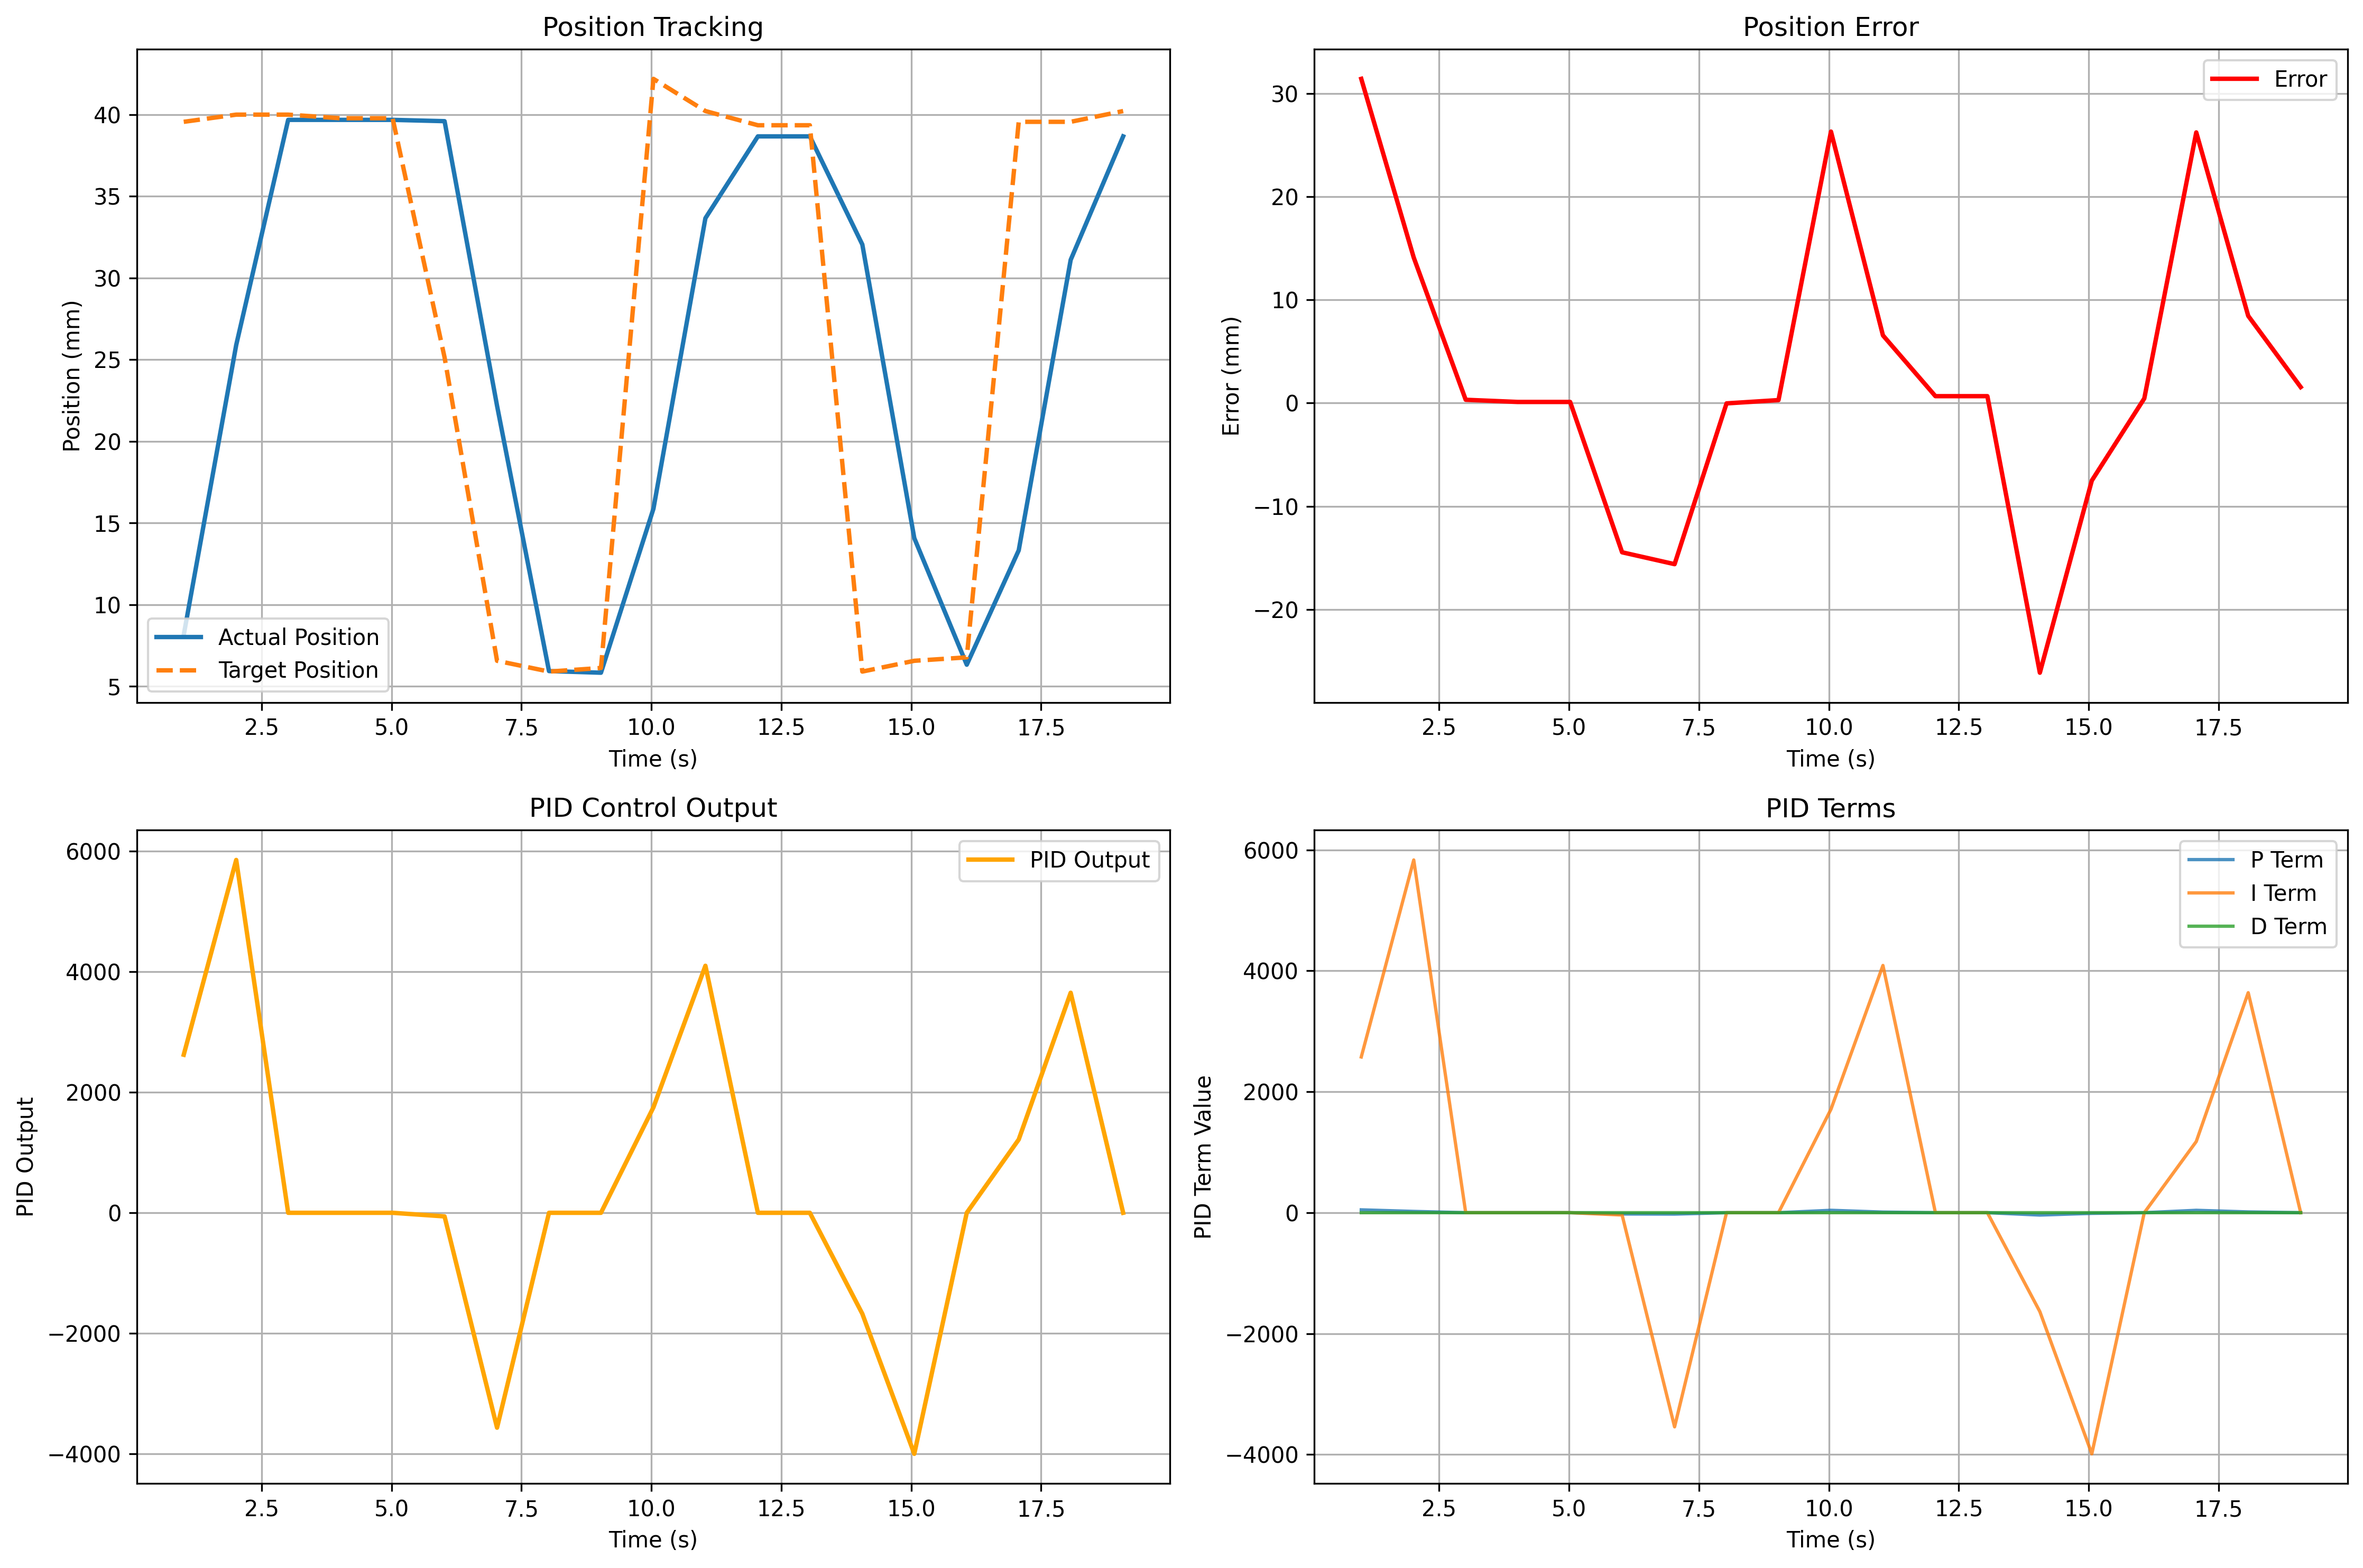 Position Tracking
40
35
30
25
20
15
10
5
Position (mm)
Actual Position
Target Position
2.5 5.0 7.5 10.0 12.5 15.0 17.5
Time (s)
Position Error
30
20
10
0
−10
−20
Error (mm)
Error
2.5 5.0 7.5 10.0 12.5 15.0 17.5
Time (s)
PID Control Output
6000
4000
2000
0
−2000
−4000
PID Output
PID Output
2.5 5.0 7.5 10.0 12.5 15.0 17.5
Time (s)
PID Terms
6000
4000
2000
0
−2000
−4000
PID Term Value
P Term
I Term
D Term
2.5 5.0 7.5 10.0 12.5 15.0 17.5
Time (s)